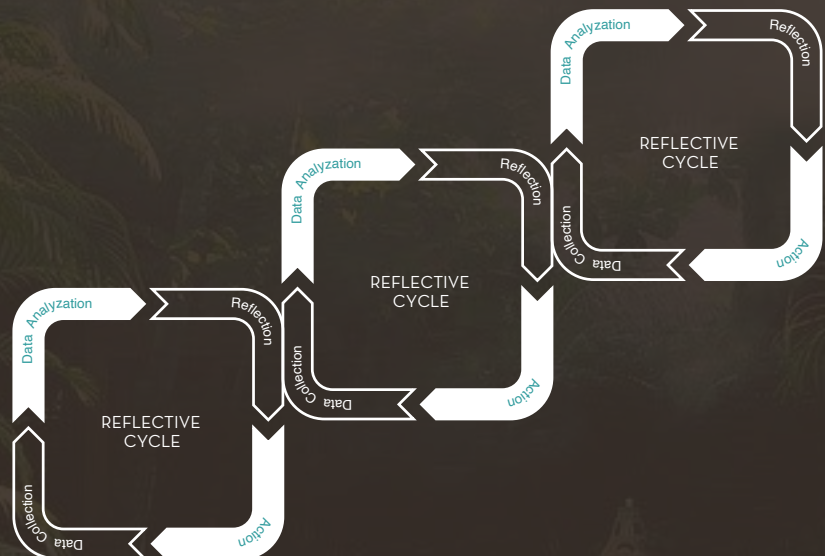 Data Analyzation
Reflection
REFLECTIVE
CYCLE
Data Collection
Action
Data Analyzation
Reflection
REFLECTIVE
CYCLE
Data Collection
Action
Data Analyzation
Reflection
REFLECTIVE
CYCLE
Data Collection
Action